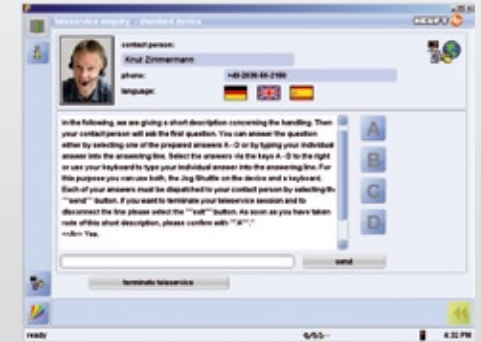 teleservice enquiry - standard device
contact person:
Knut Zimmermann
phone:
language:
In the following, we are giving a short description concerning the handling. Then
your contact person will ask the first question. You can answer the question
either by selecting one of the prepared answers A - D or by typing your individual
answer into the answering line. Select the answers via the keys A - D to the right
or use your keyboard to type your individual answer into the answering line. For
this purpose you can use both, the Jog Shuttle on the device and a keyboard.
Each of your answers must be dispatched to your contact person by selecting th
""send"" button. If you want to terminate your teleservice session and to
disconnect the line please select the ""exit""button. As soon as you have taken
note of this short description, please confirm with ""A"","
<<A>> Yes.
A
B
C
D
send
terminate teleservice
ready
4:32 PM